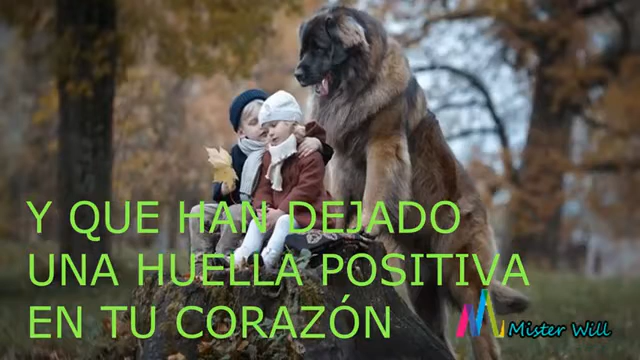 Y QUE HAN DEJADO
UNA HUELLA POSITIVA
EN TU CORAZÓN
Mister Will